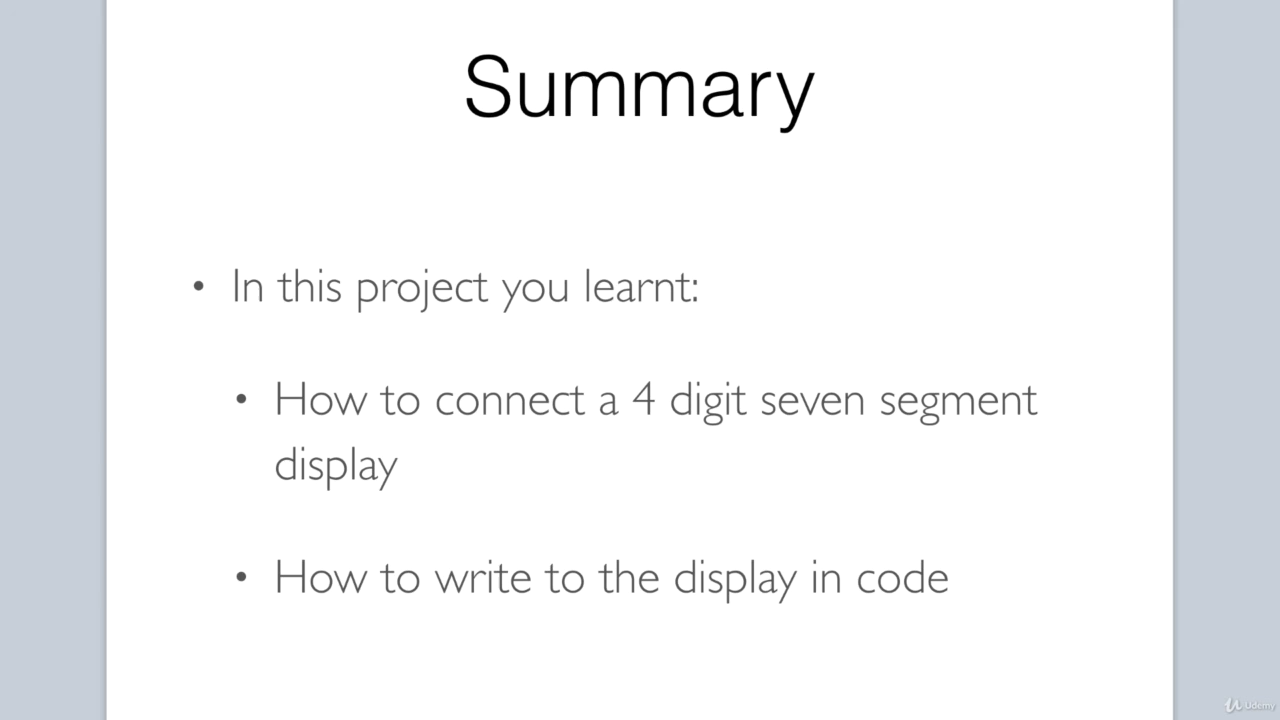 Summary
• In this project you learnt:
• How to connect a 4 digit seven segment
display
• How to write to the display in code
Udemy